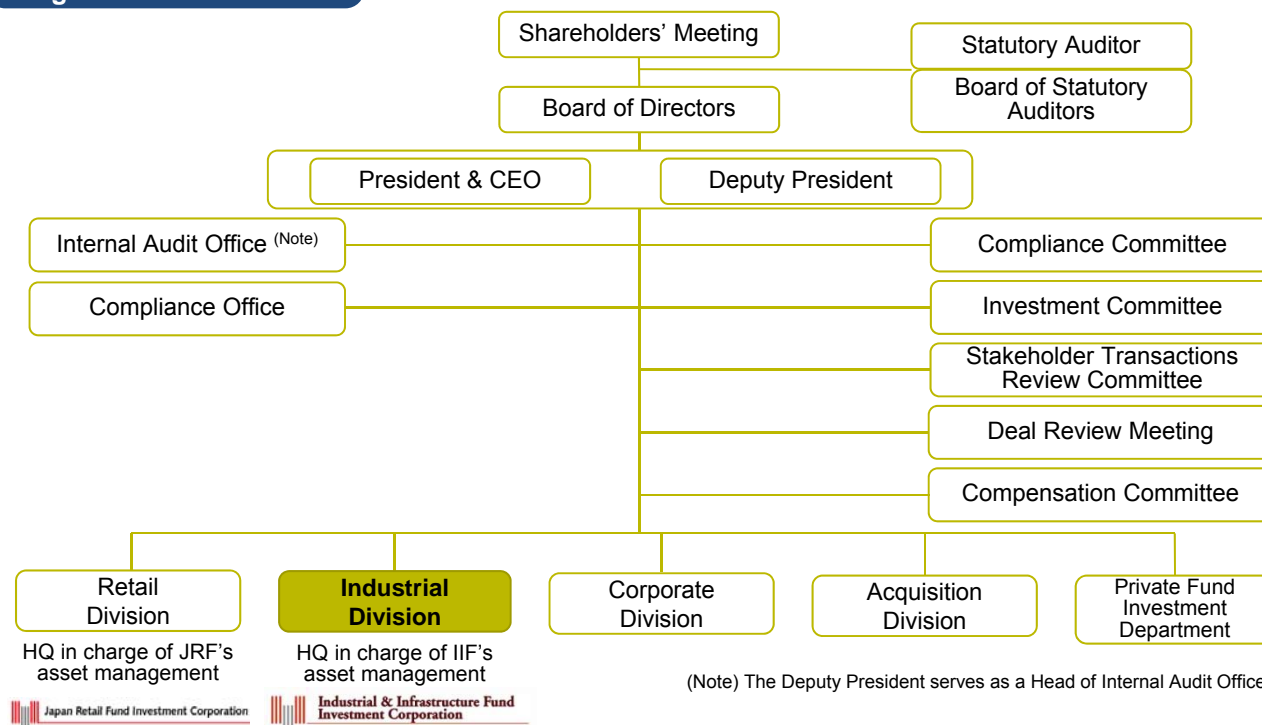 Shareholders' Meeting
Statutory Auditor
Board of Statutory
Auditors
Board of Directors
President & CEO
Deputy President
Internal Audit Office (Note)
Compliance Committee
Compliance Office
Investment Committee
Stakeholder Transactions
Review Committee
Deal Review Meeting
Compensation Committee
Retail
Division
Industrial
Division
Corporate
Division
Acquisition
Division
Private Fund
Investment
Department
HQ in charge of JRF's
asset management
HQ in charge of IIF's
asset management
(Note) The Deputy President serves as a Head of Internal Audit Office
Japan Retail Fund Investment Corporation
Industrial & Infrastructure Fund
Investment Corporation